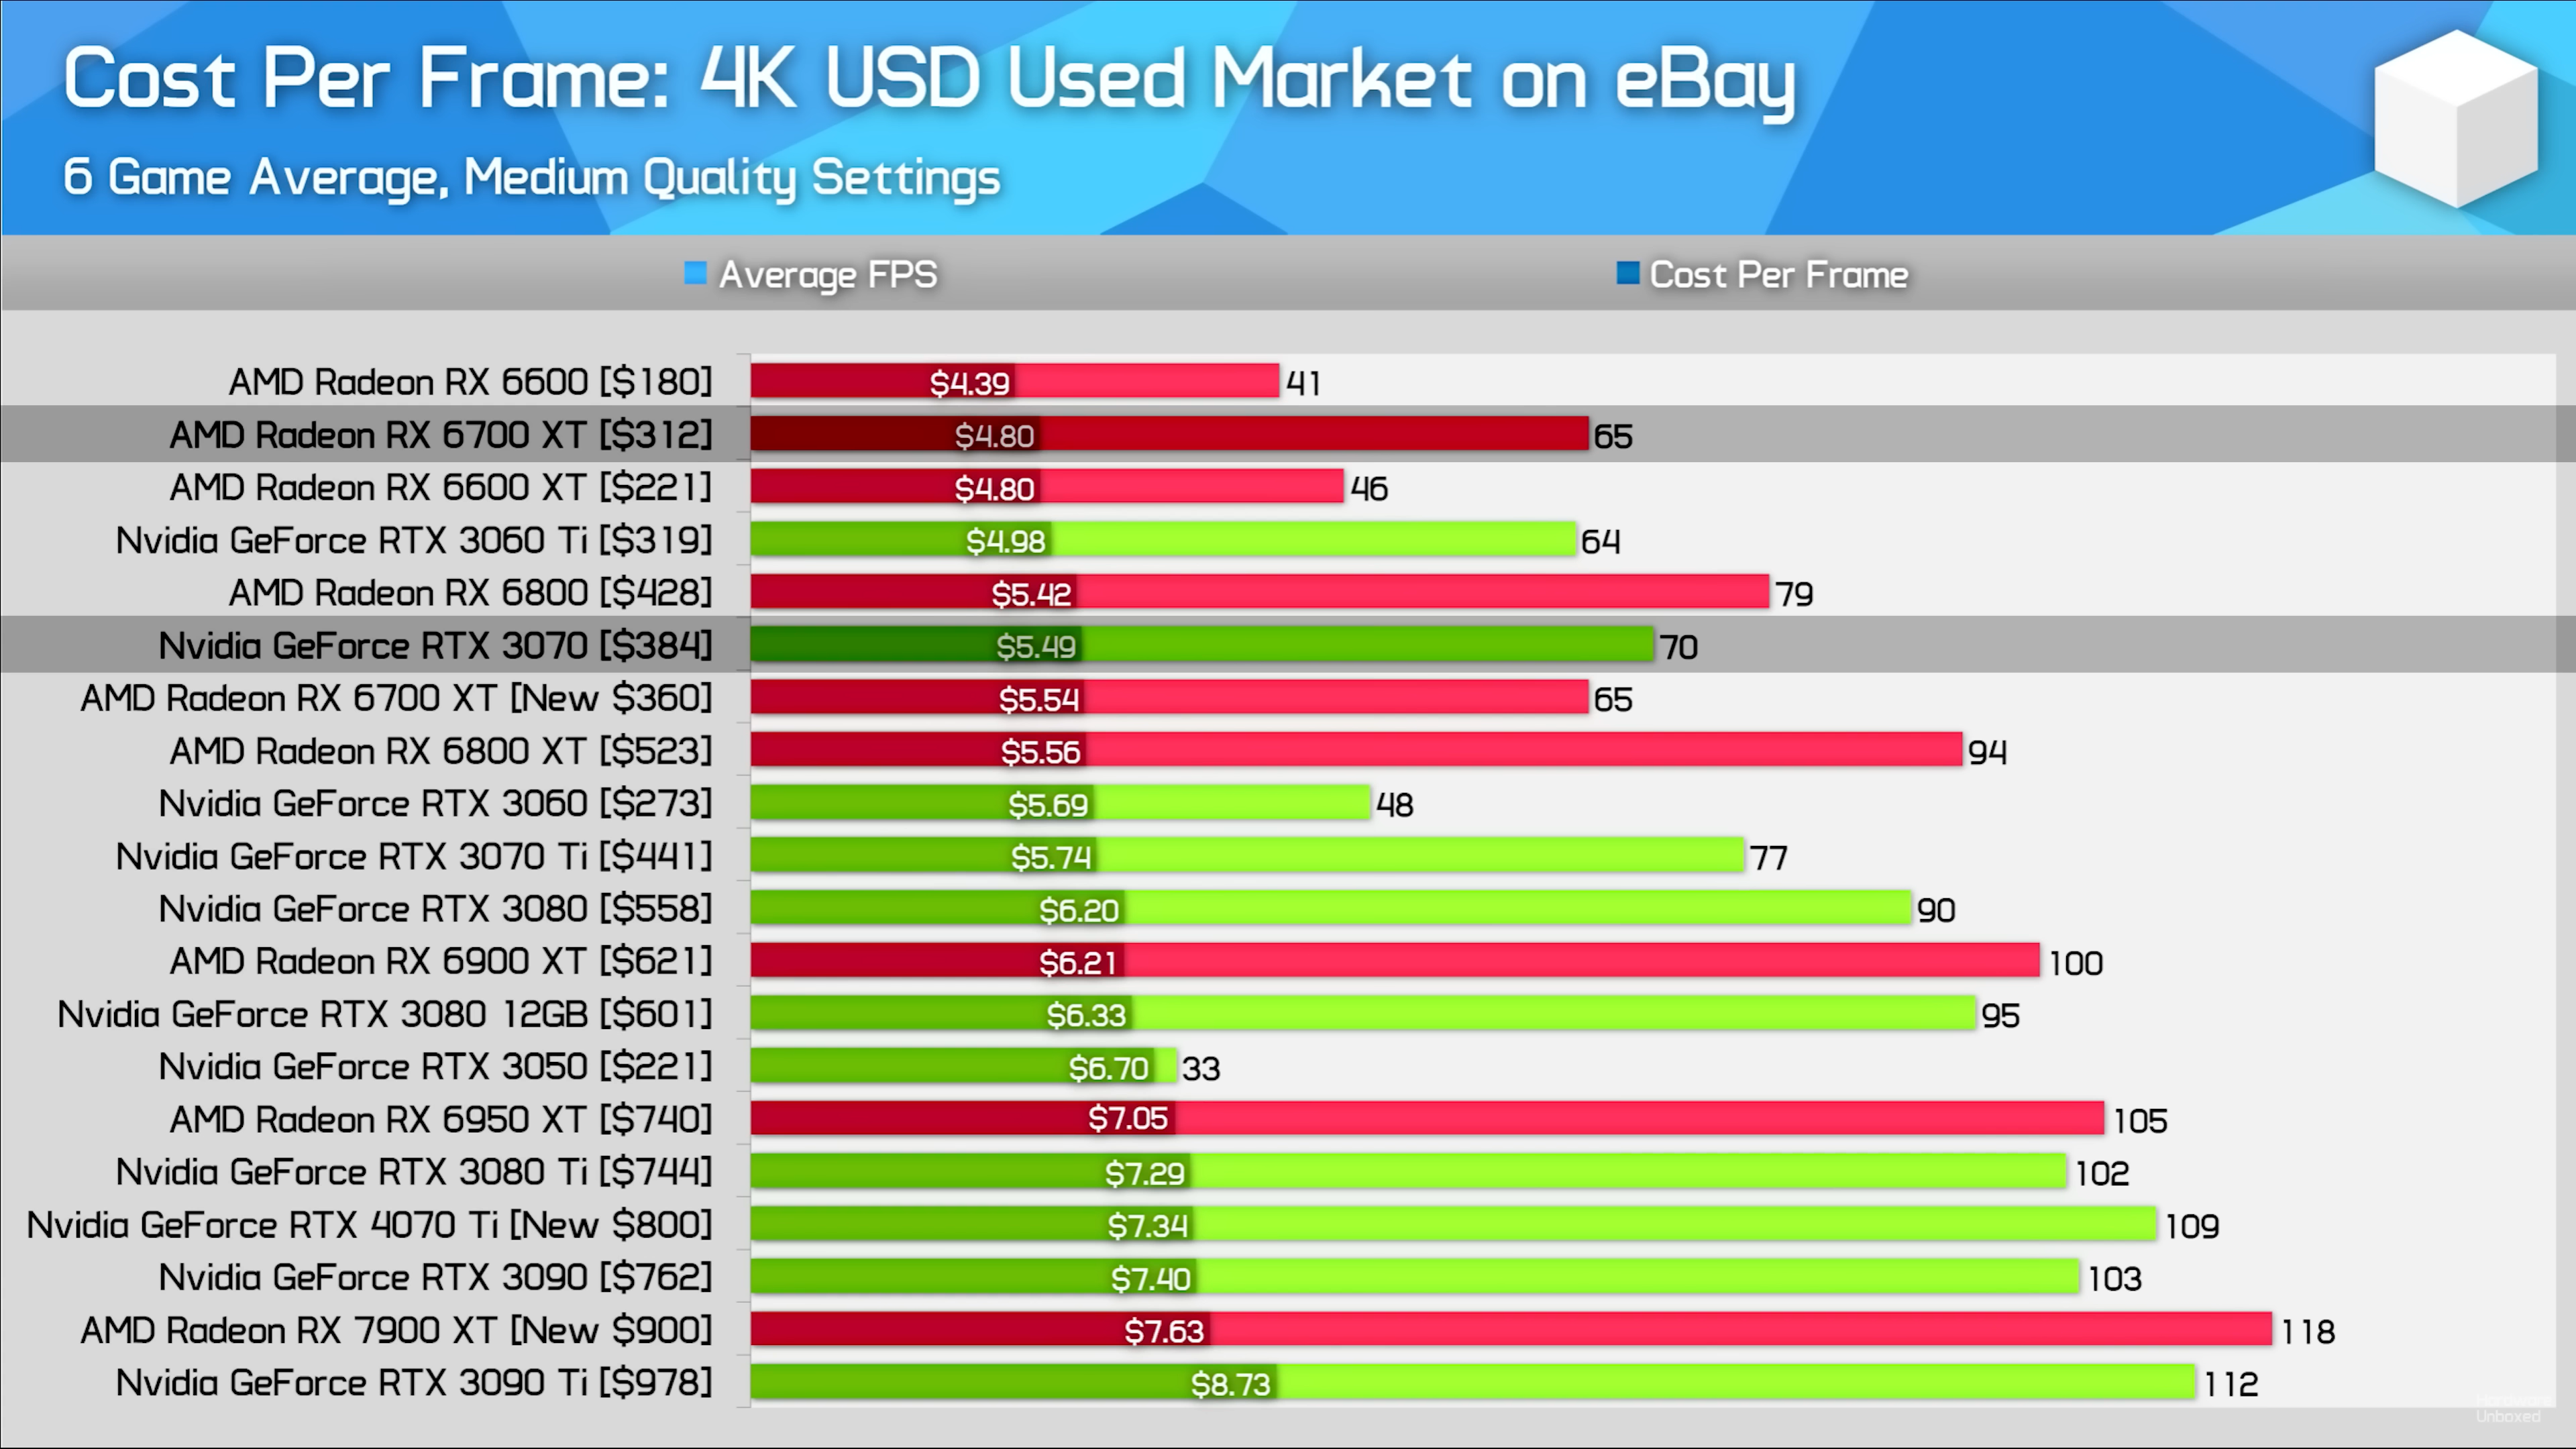 Cost Per Frame: 4K USD Used Market on eBay
6 Game Average, Medium Quality Settings
Average FPS Cost Per Frame
AMD Radeon RX 6600 [$180] $4.39 41
AMD Radeon RX 6700 XT [$312] $4.80 65
AMD Radeon RX 6600 XT [$221] $4.80 46
Nvidia GeForce RTX 3060 Ti [$319] $4.98 64
AMD Radeon RX 6800 [$428] $5.42 79
Nvidia GeForce RTX 3070 [$384] $5.49 70
AMD Radeon RX 6700 XT [New $360] $5.54 65
AMD Radeon RX 6800 XT [$523] $5.56 94
Nvidia GeForce RTX 3060 [$273] $5.69 48
Nvidia GeForce RTX 3070 Ti [$441] $5.74 77
Nvidia GeForce RTX 3080 [$558] $6.20 90
AMD Radeon RX 6900 XT [$621] $6.21 100
Nvidia GeForce RTX 3080 12GB [$601] $6.33 95
Nvidia GeForce RTX 3050 [$221] $6.70 33
AMD Radeon RX 6950 XT [$740] $7.05 105
Nvidia GeForce RTX 3080 Ti [$744] $7.29 102
Nvidia GeForce RTX 4070 Ti [New $800] $7.34 109
Nvidia GeForce RTX 3090 [$762] $7.40 103
AMD Radeon RX 7900 XT [New $900] $7.63 118
Nvidia GeForce RTX 3090 Ti [$978] $8.73 112
Unboxed